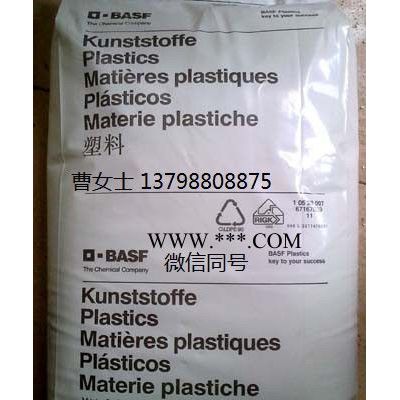 BASF
The Chemical Company
BASF Plastics
key to your success
Kunststoffe
Plastics
Matières plastiques
Plásticos
Materie plastiche
塑料
曹女士 13798808875
RIGK
WWW.***.COM
BASF
The Chemical Company
微信同号
BASF Plastics
key to your success
Kunststoffe
Plastics
Matières plastiques
Plásticos
Materie plastiche